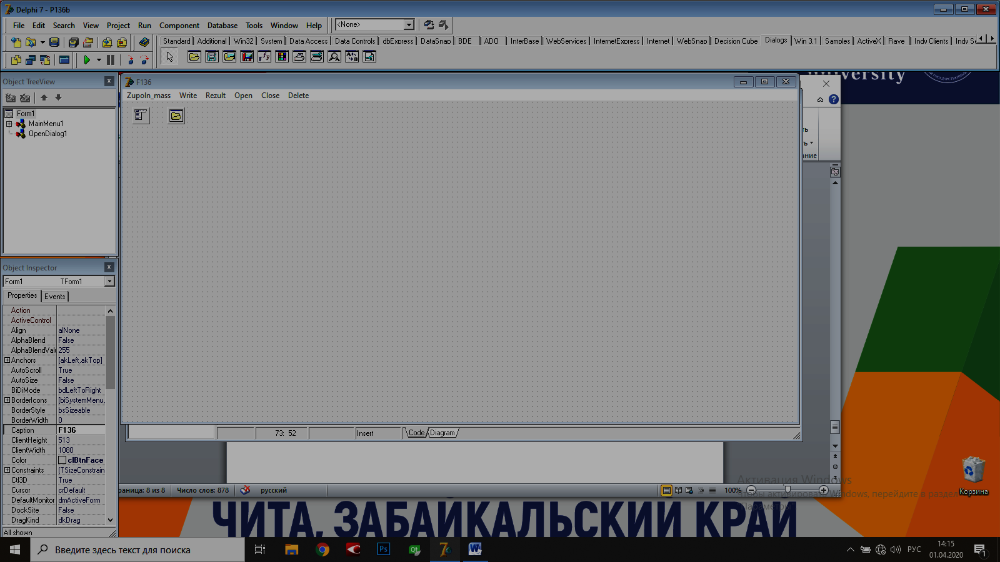 Delphi 7 - P136b
File Edit Search View Project Run Component Database Tools Window Help <None>
Standard Additional Win32 System Data Access Data Controls dbExpress DataSnap BDE ADO InterBase WebServices InternetExpress Internet WebSnap Decision Cube Dialogs Win 3.1 Samples ActiveX Rave Indy Clients
Object TreeView
Form1
MainMenu1
OpenDialog1
F136
Zupoln_mass Write Rezult Open Close Delete
university
ть
ть
ние
Object Inspector
Form1 TForm1
Properties Events
Action
ActiveControl
Align alNone
AlphaBlend False
AlphaBlendValu 255
Anchors [akLeft,akTop]
AutoScroll True
AutoSize False
BiDiMode bdLeftToRight
BorderIcons [biSystemMenu,
BorderStyle bsSizeable
BorderWidth 0
Caption F136
ClientHeight 513
ClientWidth 1080
Color clBtnFace
Constraints (TSizeConstrain
Ctl3D True
Cursor crDefault
DefaultMonitor dmActiveForm
DockSite False
DragKind dkDrag
All shown
73: 52 Insert Code Diagram
раница: 8 из 8 Число слов: 878 русский 100%
Активация Windows
Чтобы активировать Windows, перейдите в раздел
"Параметры"
Корзина
ЧИТА, ЗАБАЙКАЛЬСКИЙ КРАЙ
Введите здесь текст для поиска
РУС
14:15
01.04.2020
1